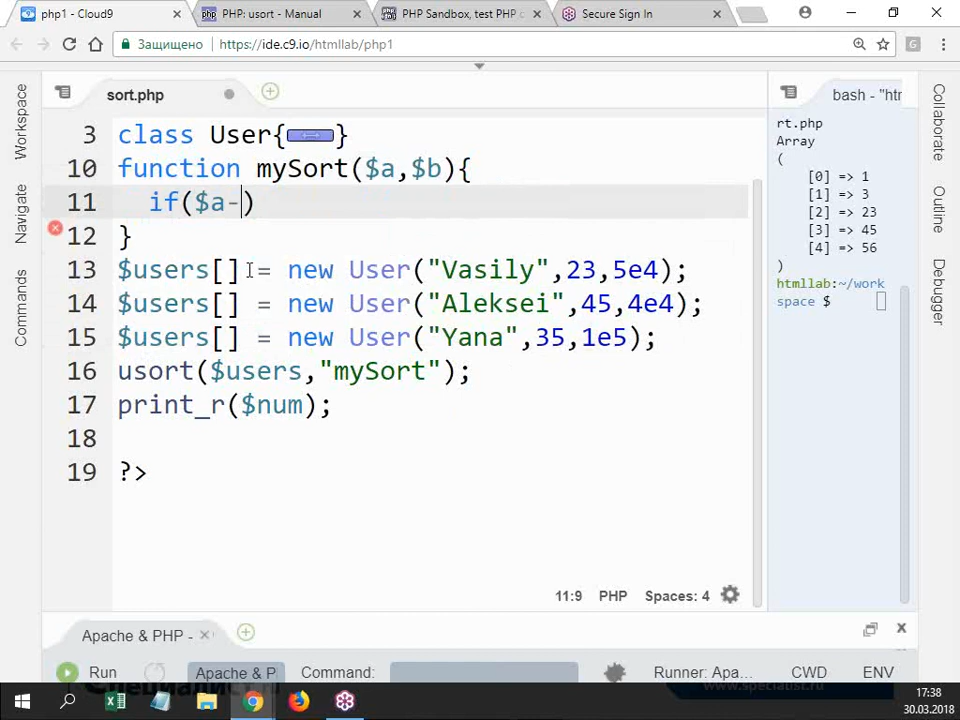 php1 - Cloud9
PHP: usort - Manual
PHP Sandbox, test PHP
Secure Sign In
Защищено
https://ide.c9.io/htmllab/php1
sort.php
bash - "htm
Workspace
Navigate
Commands
Collaborate
Outline
Debugger
3 class User{ }
10 function mySort($a,$b){
11 if($a-)
12 }
13 $users[] = new User("Vasily",23,5e4);
14 $users[] = new User("Aleksei",45,4e4);
15 $users[] = new User("Yana",35,1e5);
16 usort($users,"mySort");
17 print_r($num);
18
19 ?>
rt.php
Array
(
[0] => 1
[1] => 3
[2] => 23
[3] => 45
[4] => 56
)
htmllab:~/work
space $
11:9 PHP Spaces: 4
Apache & PHP -
Run
Apache & P
Command:
Runner: Apa...
CWD
ENV
www.specialist.ru
17:38
30.03.2018